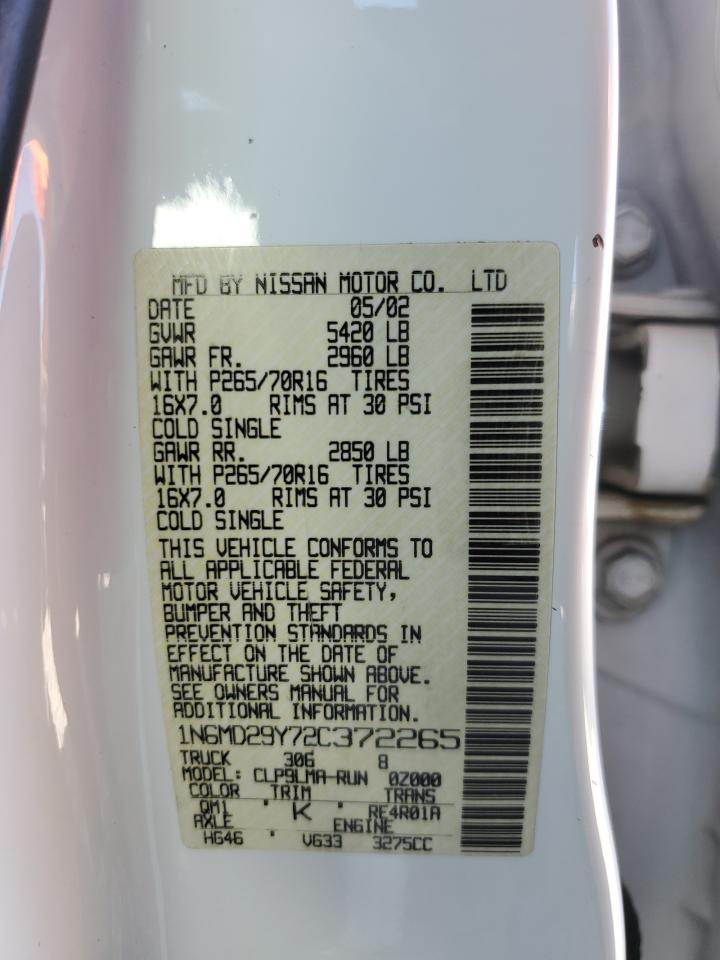 MFD BY NISSAN MOTOR CO. LTD
DATE 05/02
GVWR 5420 LB
GAWR FR. 2960 LB
WITH P265/70R16 TIRES
16X7.0 RIMS AT 30 PSI
COLD SINGLE
GAWR RR. 2850 LB
WITH P265/70R16 TIRES
16X7.0 RIMS AT 30 PSI
COLD SINGLE
THIS VEHICLE CONFORMS TO
ALL APPLICABLE FEDERAL
MOTOR VEHICLE SAFETY,
BUMPER AND THEFT
PREVENTION STANDARDS IN
EFFECT ON THE DATE OF
MANUFACTURE SHOWN ABOVE.
SEE OWNERS MANUAL FOR
ADDITIONAL INFORMATION.
1N6MD29Y72C372265
TRUCK 306 8
MODEL: CLP9LMA-RUN 0Z000
COLOR TRIM TRANS
QM1 ' K ' RE4R01A
AXLE ENGINE
HG46 ' VG33 3275CC